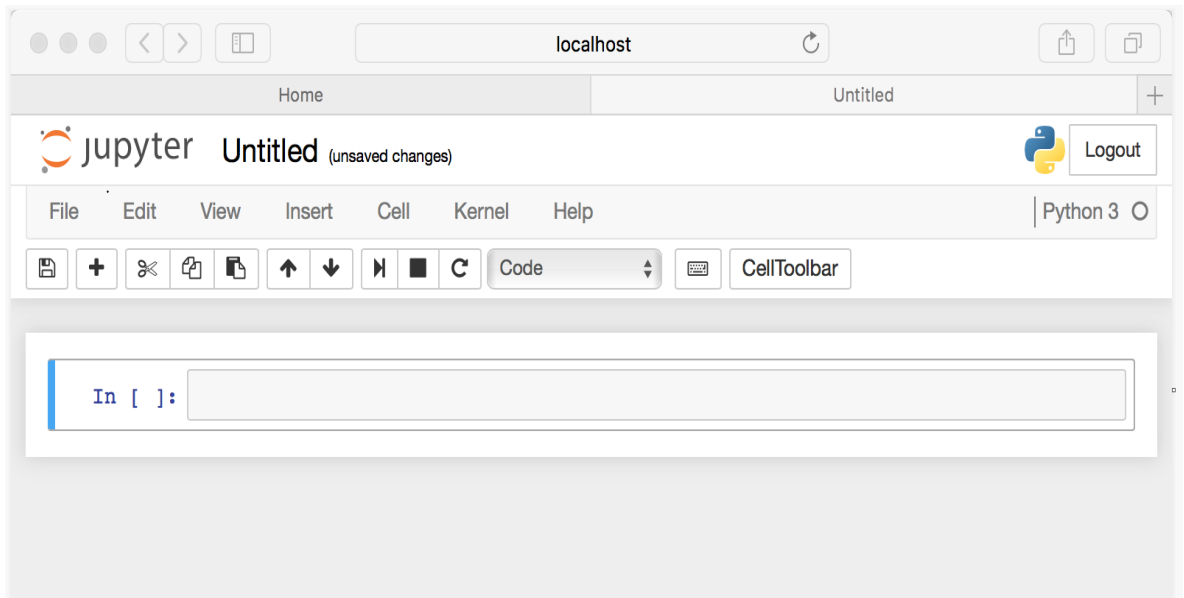 localhost
Home Untitled
jupyter Untitled (unsaved changes) Logout
File Edit View Insert Cell Kernel Help Python 3
Code CellToolbar
In [ ]: